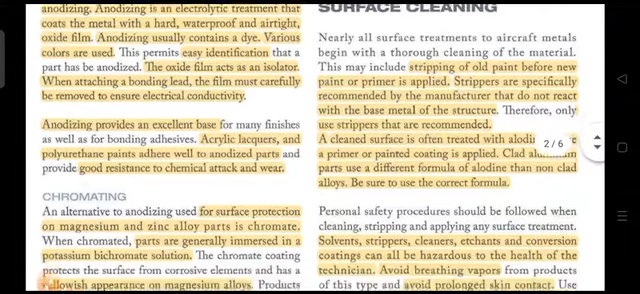 anodizing. Anodizing is an electrolytic treatment that
coats the metal with a hard, waterproof and airtight,
oxide film. Anodizing usually contains a dye. Various
colors are used. This permits easy identification that a
part has been anodized. The oxide film acts as an isolator.
When attaching a bonding lead, the film must carefully
be removed to ensure electrical conductivity.
Anodizing provides an excellent base for many finishes
as well as for bonding adhesives. Acrylic lacquers, and
polyurethane paints adhere well to anodized parts and
provide good resistance to chemical attack and wear.
CHROMATING
An alternative to anodizing used for surface protection
on magnesium and zinc alloy parts is chromate.
When chromated, parts are generally immersed in a
potassium bichromate solution. The chromate coating
protects the surface from corrosive elements and has a
yellowish appearance on magnesium alloys. Products
SURFACE CLEANING
Nearly all surface treatments to aircraft metals
begin with a thorough cleaning of the material.
This may include stripping of old paint before new
paint or primer is applied. Strippers are specifically
recommended by the manufacturer that do not react
with the base metal of the structure. Therefore, only
use strippers that are recommended.
A cleaned surface is often treated with alodin
a primer or painted coating is applied. Clad aluminum
parts use a different formula of alodine than non clad
alloys. Be sure to use the correct formula.
Personal safety procedures should be followed when
cleaning, stripping and applying any surface treatment.
Solvents, strippers, cleaners, etchants and conversion
coatings can all be hazardous to the health of
the technician. Avoid breathing vapors from products
of this type and avoid prolonged skin contact. Use
2/6